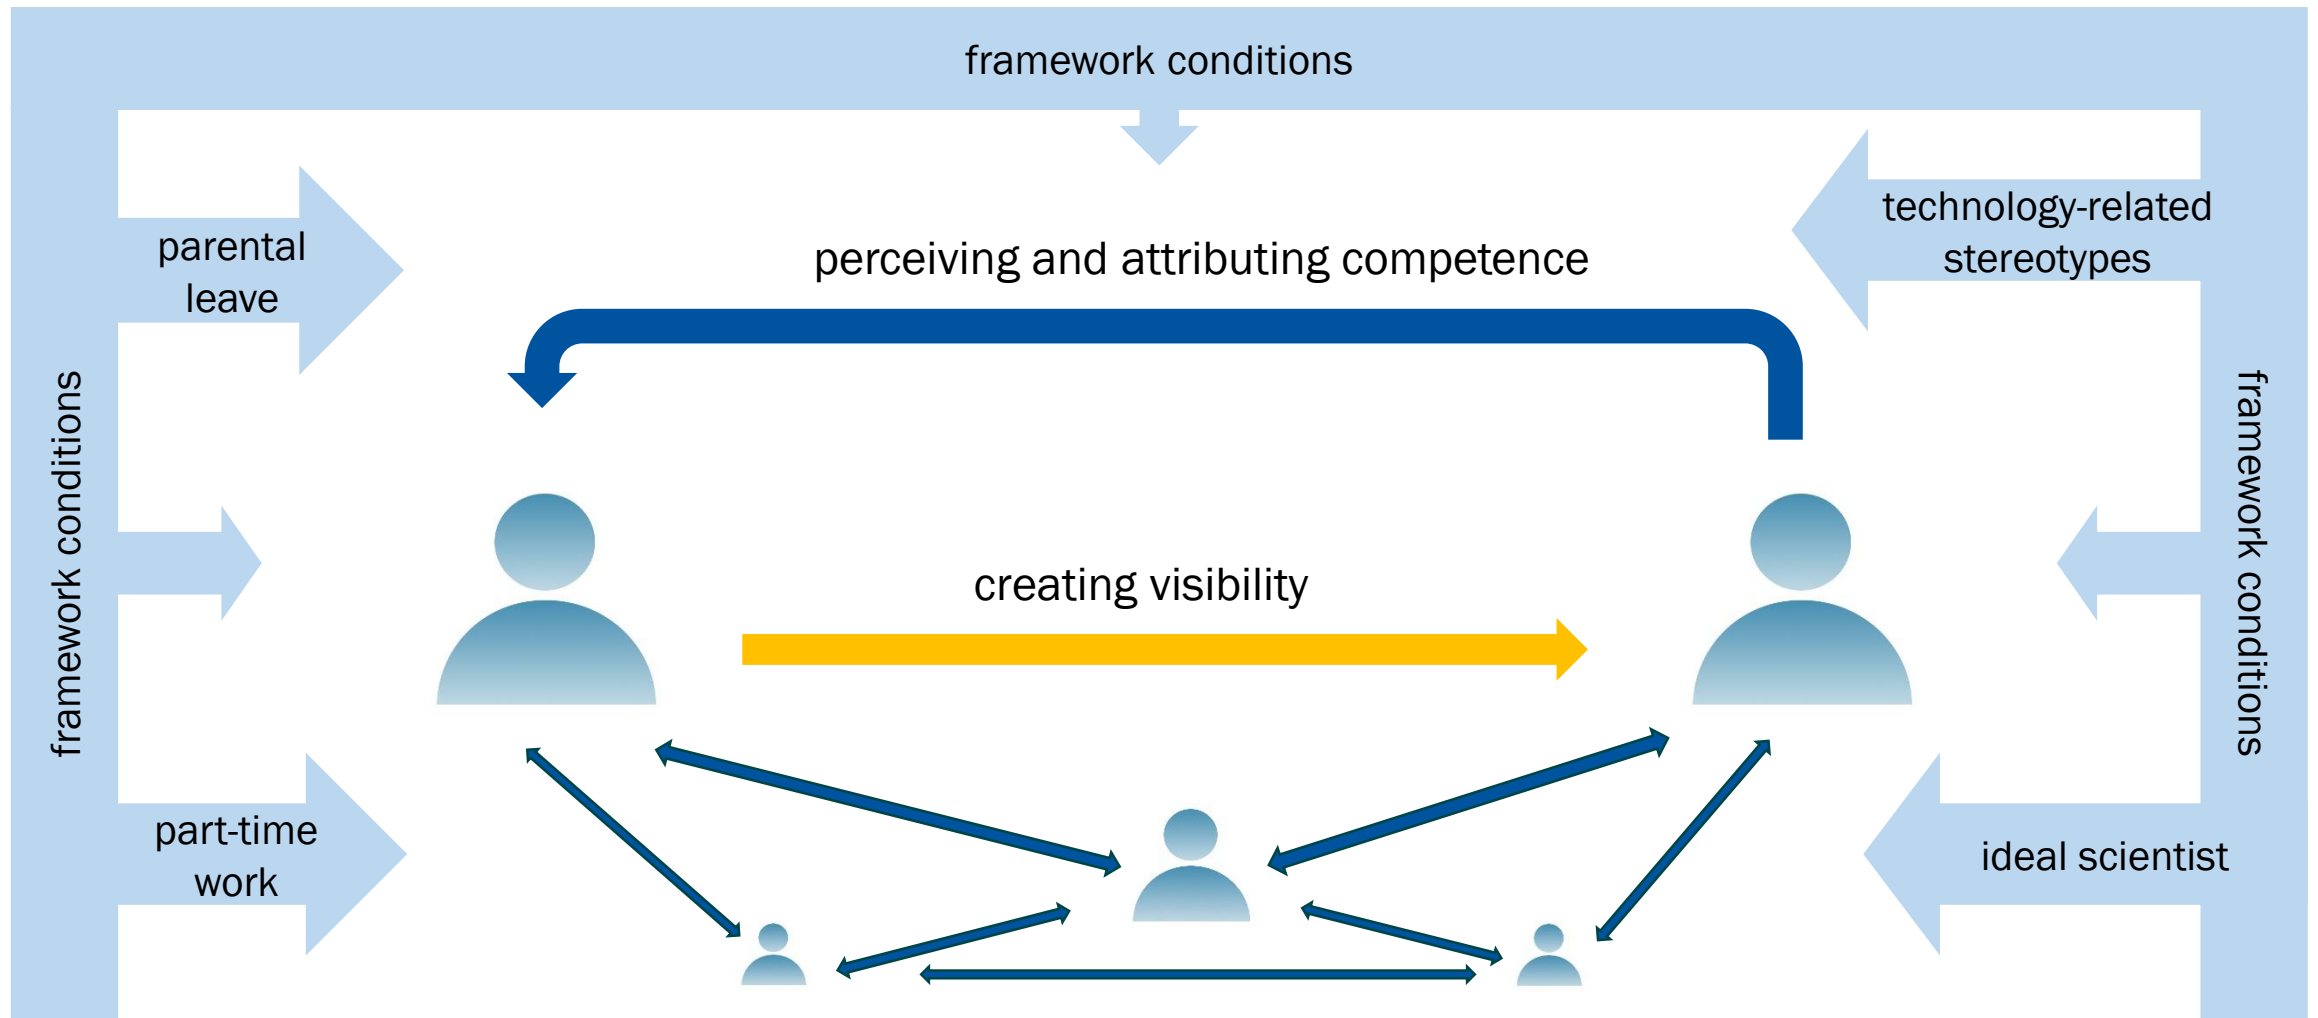 framework conditions
parental
leave
technology-related
stereotypes
perceiving and attributing competence
framework conditions
framework conditions
creating visibility
part-time
work
ideal scientist